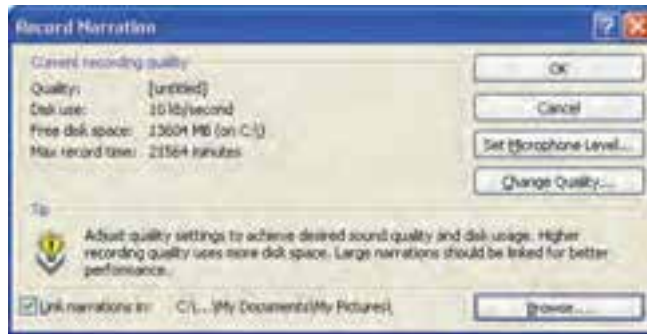 Record Narration
Current recording quality
Quality: [untitled]
Disk use: 10 kb/second
Free disk space: 13604 MB (on C:\)
Max record time: 21564 minutes
OK
Cancel
Set Microphone Level...
Change Quality...
Tip
Adjust quality settings to achieve desired sound quality and disk usage. Higher
recording quality uses more disk space. Large narrations should be linked for better
performance.
Link narrations in: C:\...\My Documents\My Pictures\
Browse...